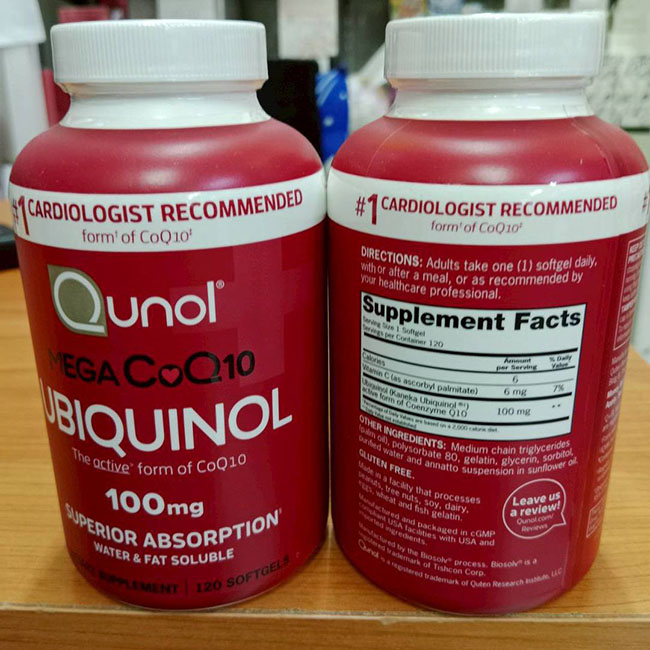 #1 CARDIOLOGIST RECOMMENDED
form† of CoQ10‡
Qunol®
MEGA CoQ10
UBIQUINOL
The active* form of CoQ10
100mg
SUPERIOR ABSORPTION†
WATER & FAT SOLUBLE
SUPPLEMENT | 120 SOFTGELS
#1 CARDIOLOGIST RECOMMENDED
form† of CoQ10‡
DIRECTIONS: Adults take one (1) softgel daily,
with or after a meal, or as recommended by
your healthcare professional.
Supplement Facts
Serving Size 1 Softgel
Servings per Container 120
Amount per Serving
% Daily Value
Calories 6
Vitamin C (as ascorbyl palmitate) 6 mg 7%
Ubiquinol (Kaneka Ubiquinol
active form of Coenzyme Q10 100 mg **
OTHER INGREDIENTS: Medium chain triglycerides
(palm oil), polysorbate 80, gelatin, glycerin, sorbitol,
purified water and annatto suspension in sunflower oil.
GLUTEN FREE.
Made in a facility that processes
peanuts, tree nuts, soy, dairy,
eggs, wheat and fish gelatin.
Manufactured and packaged in cGMP
compliant USA facilities with USA and
imported ingredients.
Manufactured by the Biosolv® process. Biosolv® is a
registered trademark of Tishcon Corp.
Qunol is a registered trademark of Quten Research Institute, LLC
Leave us
a review!
Qunol.com/
Reviews